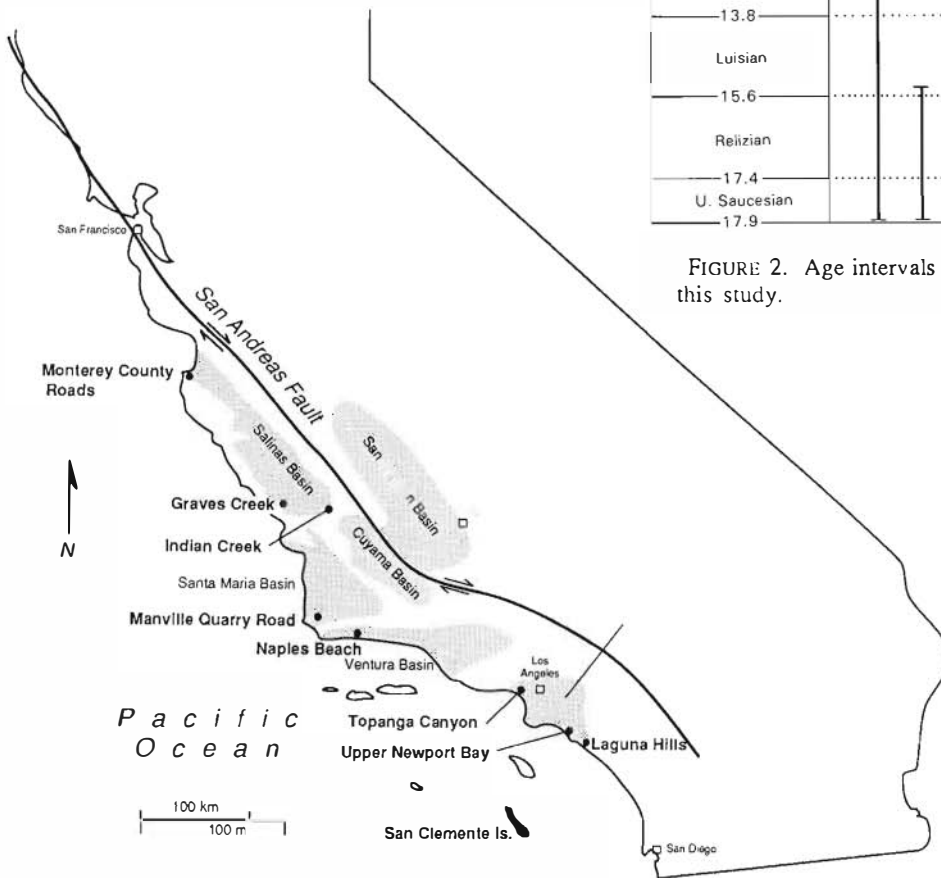 13.8
Luisian
15.6
Relizian
17.4
U. Saucesian
17.9
FIGURE 2. Age intervals
this study.
San Francisco
San Andreas Fault
Monterey County
Roads
Salinas Basin
San
n Basin
Graves Creek
Indian Creek
N
Cuyama Basin
Santa Maria Basin
Manville Quarry Road
Naples Beach
Ventura Basin
Los
Angeles
Pacific
Ocean
Topanga Canyon
Upper Newport Bay
Laguna Hills
100 km
100 m
San Clemente Is.
San Diego